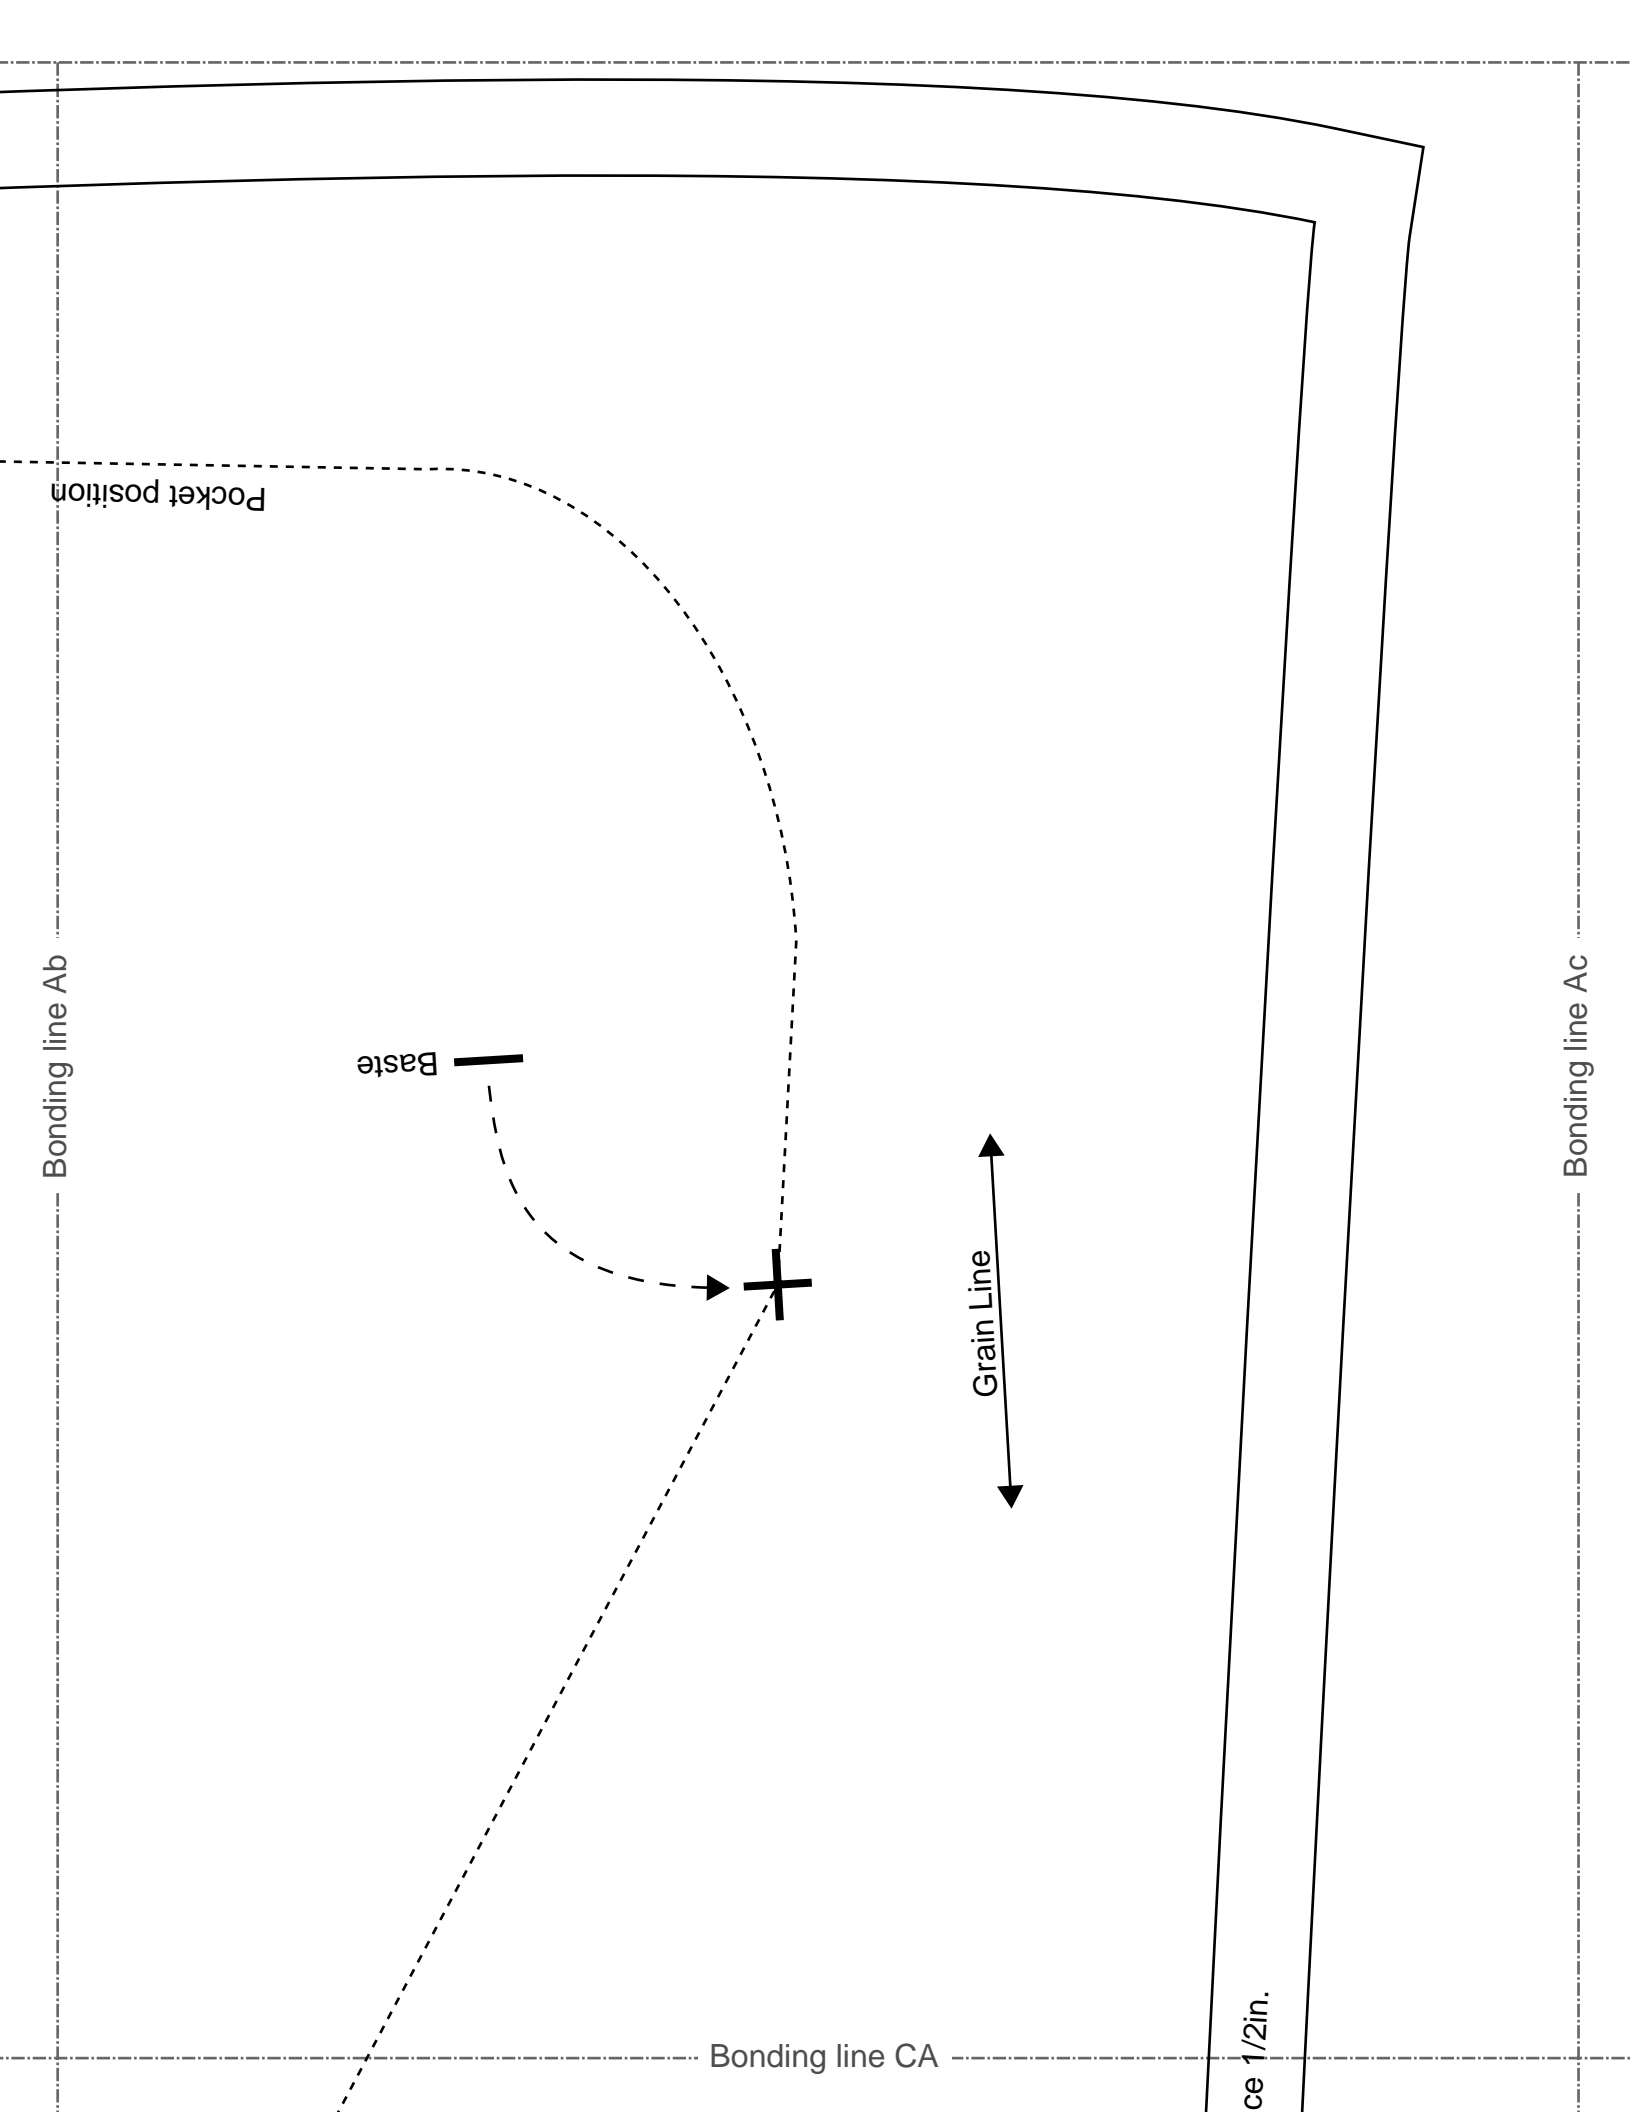 Pocket position
Bonding line Ab
Bonding line Ac
Baste
Grain Line
ce 1/2in.
Bonding line CA